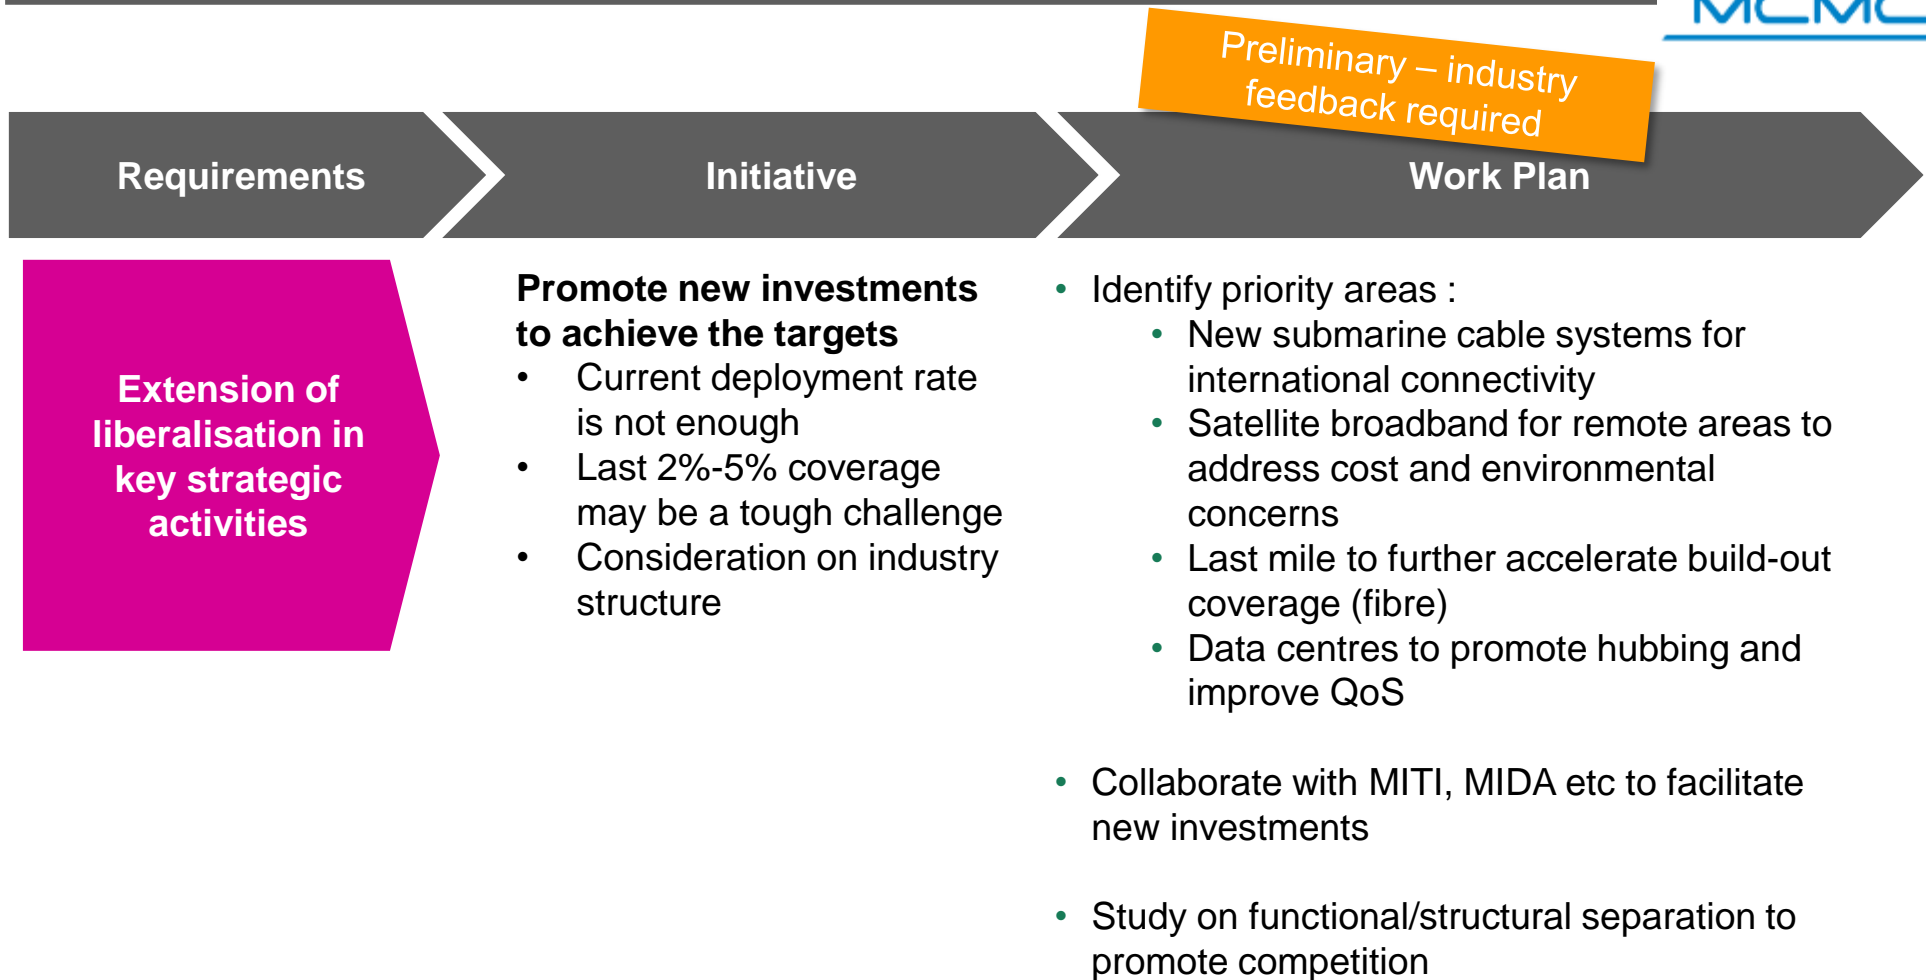 MCMC
Preliminary – industry
feedback required
Requirements
Initiative
Work Plan
Extension of
liberalisation in
key strategic
activities
Promote new investments
to achieve the targets
• Current deployment rate
is not enough
• Last 2%-5% coverage
may be a tough challenge
• Consideration on industry
structure
• Identify priority areas :
• New submarine cable systems for
international connectivity
• Satellite broadband for remote areas to
address cost and environmental
concerns
• Last mile to further accelerate build-out
coverage (fibre)
• Data centres to promote hubbing and
improve QoS
• Collaborate with MITI, MIDA etc to facilitate
new investments
• Study on functional/structural separation to
promote competition